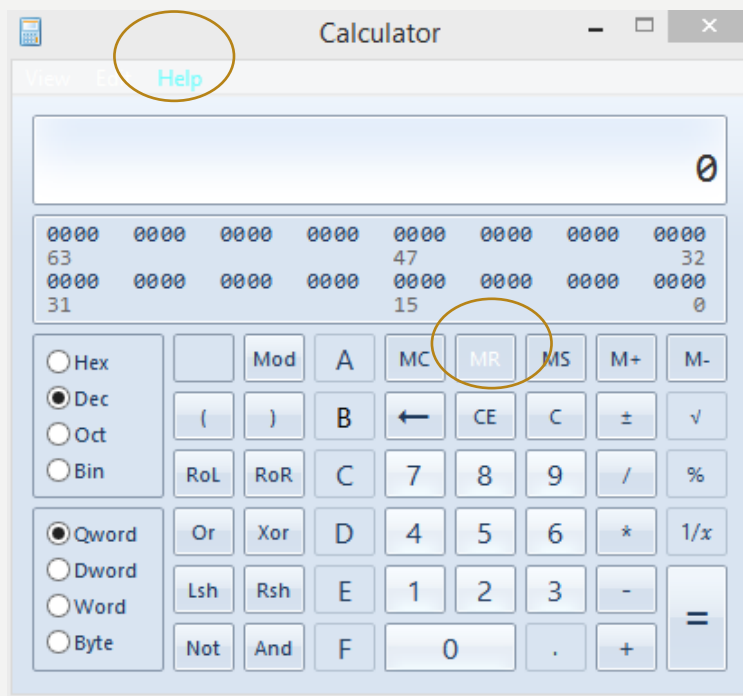 Calculator
View Edit Help
0
0000 0000 0000 0000 0000 0000 0000 0000
63 47 32
0000 0000 0000 0000 0000 0000 0000 0000
31 15 0
Hex Mod A MC MR MS M+ M-
Dec ( ) B ← CE C ± √
Oct
Bin RoL RoR C 7 8 9 / %
Qword Or Xor D 4 5 6 * 1/x
Dword
Word Lsh Rsh E 1 2 3 - =
Byte Not And F 0 . +